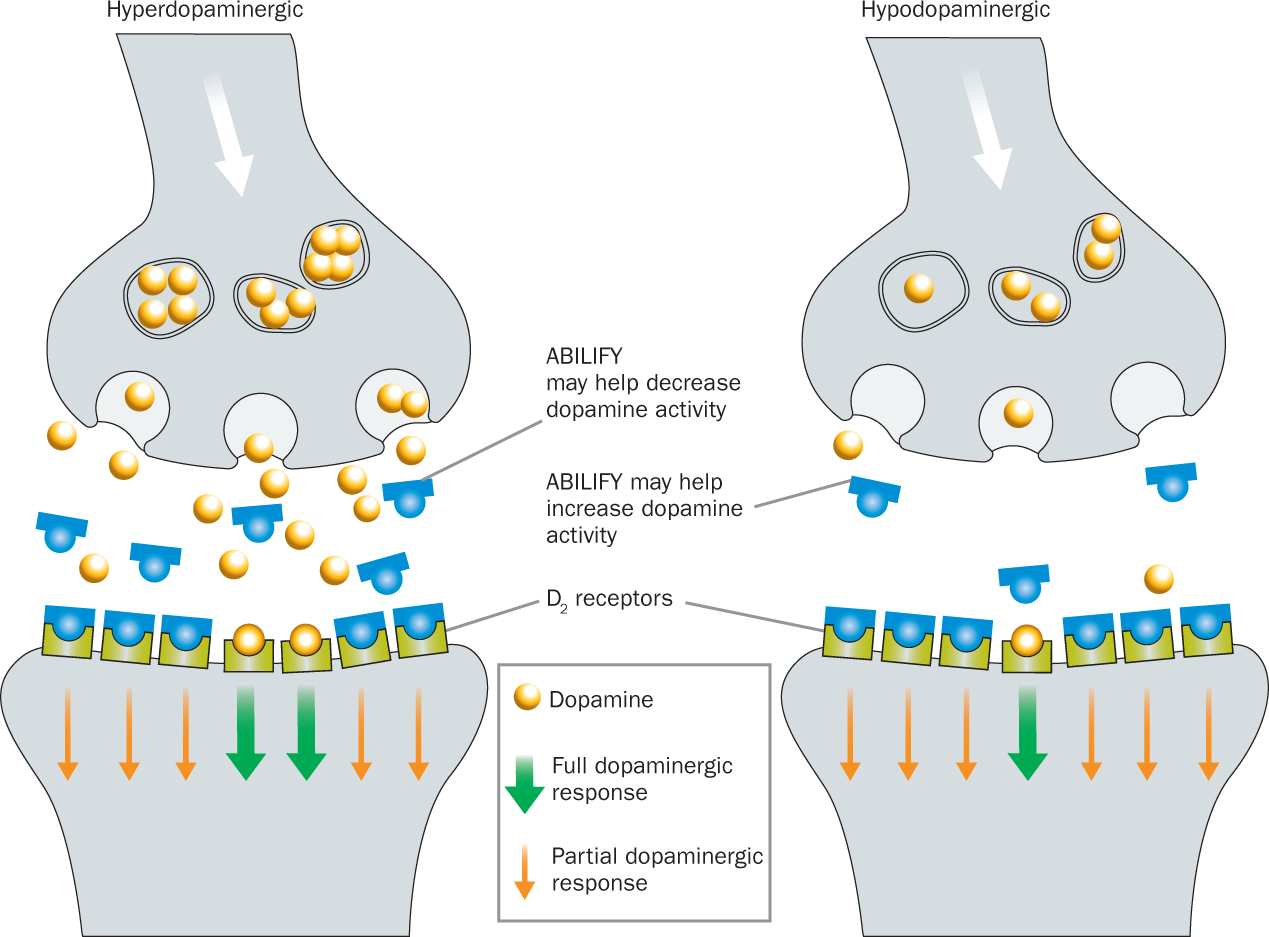 Hyperdopaminergic
Hypodopaminergic
ABILIFY
may help decrease
dopamine activity
ABILIFY may help
increase dopamine
activity
D₂ receptors
Dopamine
Full dopaminergic
response
Partial dopaminergic
response